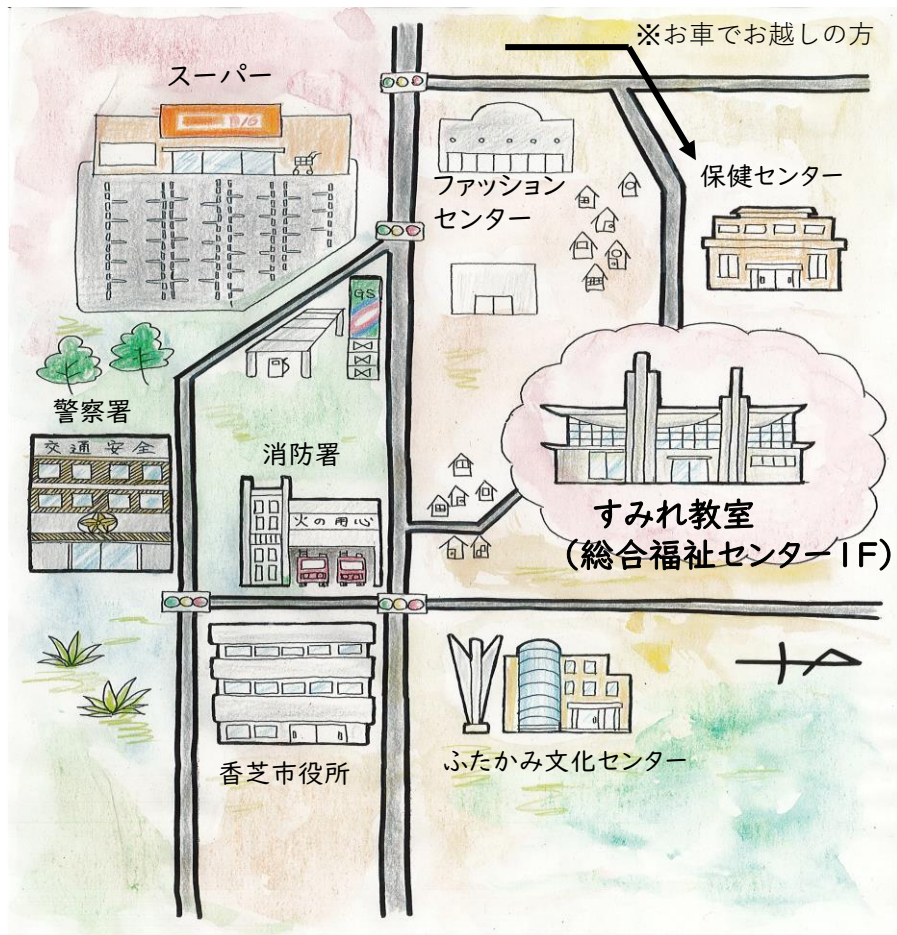 ※お車でお越しの方
スーパー
ファッション
センター
保健センター
GS
警察署
交通安全
消防署
火の用心
すみれ教室
(総合福祉センター1F)
香芝市役所
ふたかみ文化センター